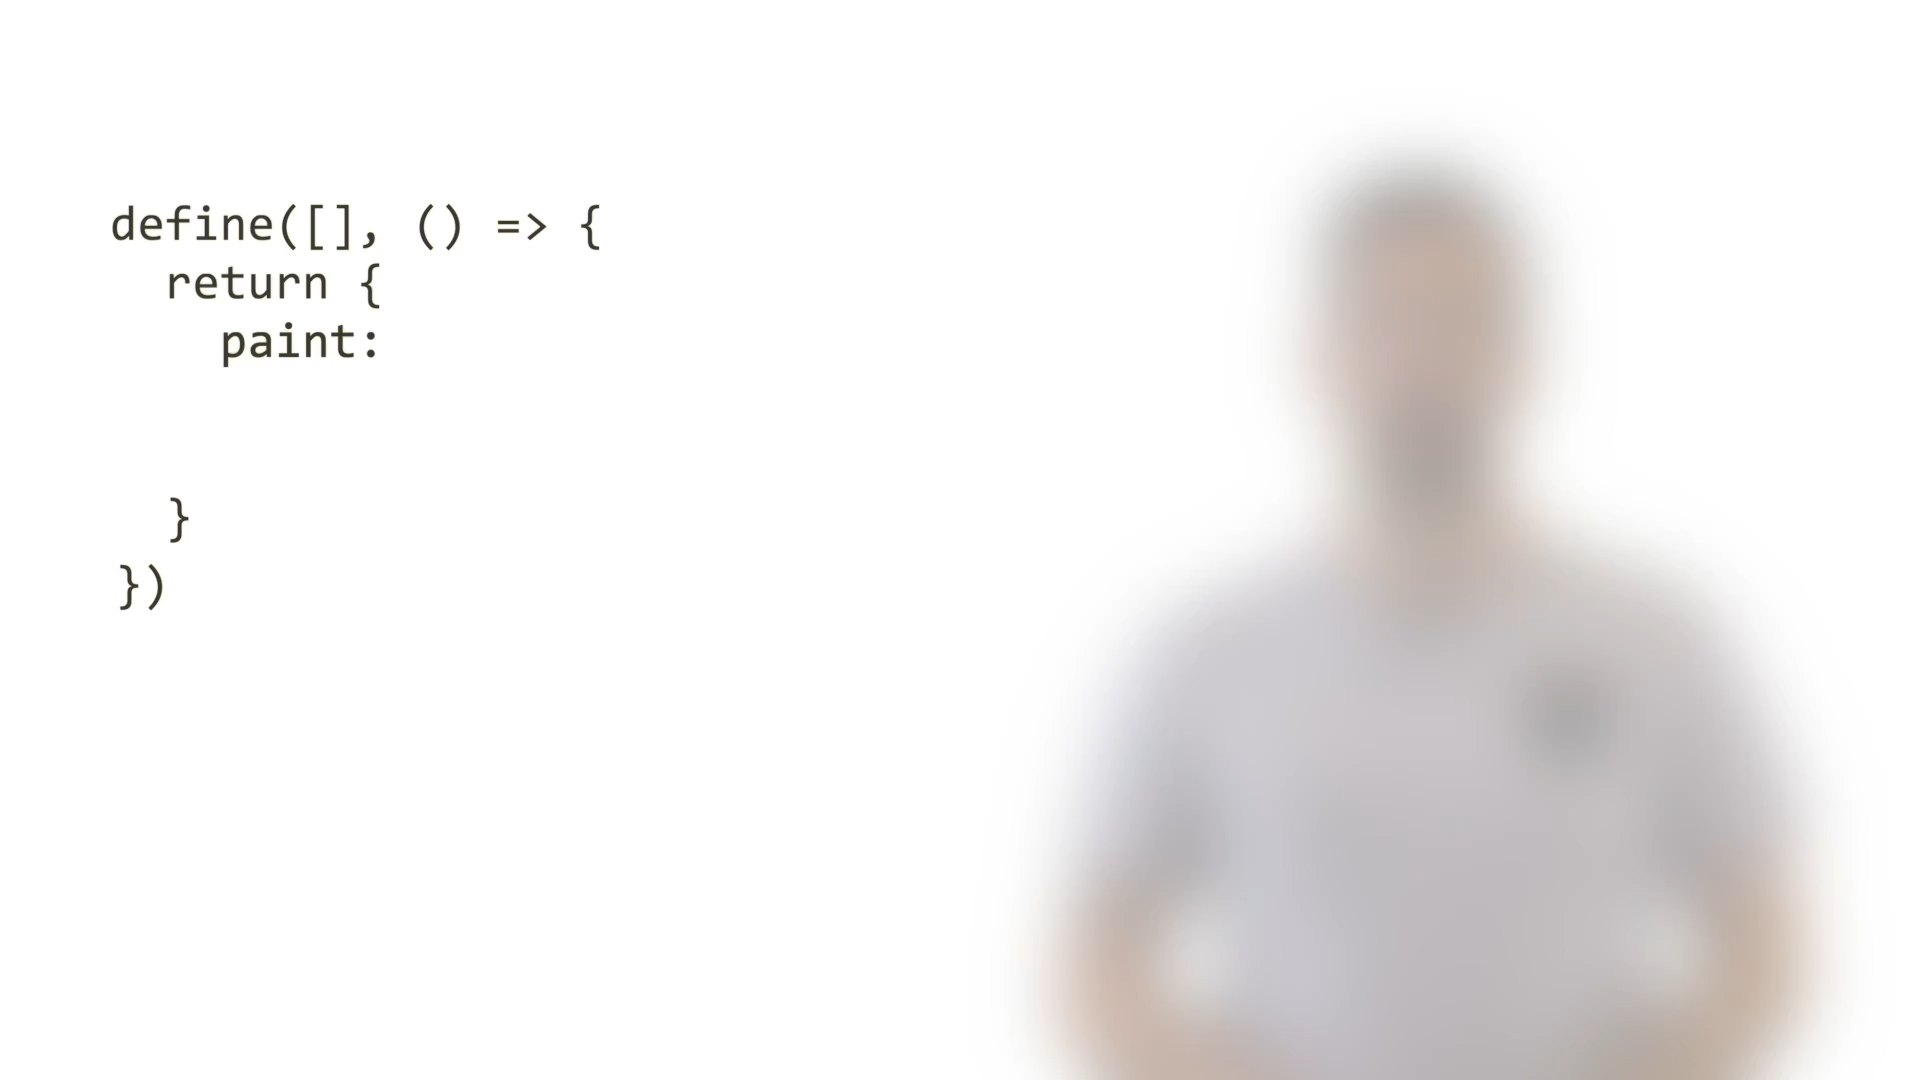 define([], () => {
  return {
    paint:
  }
})